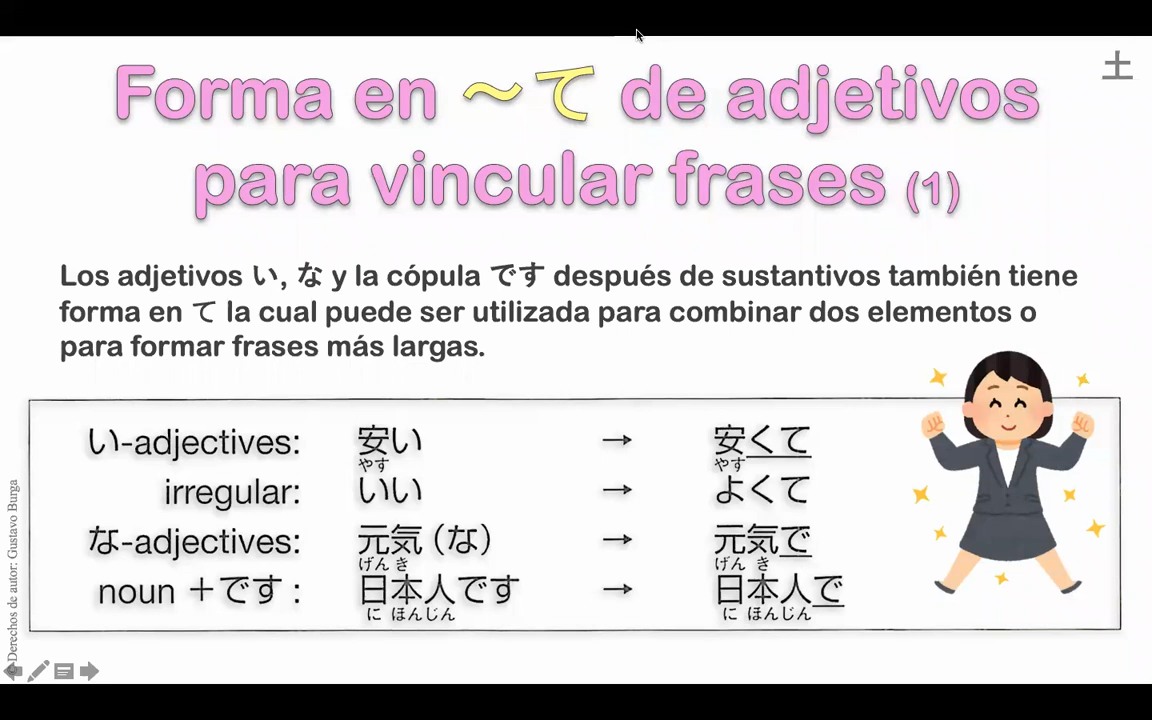 土
Forma en ～て de adjetivos
para vincular frases (1)
Los adjetivos い, な y la cópula です después de sustantivos también tiene
forma en て la cual puede ser utilizada para combinar dos elementos o
para formar frases más largas.
い-adjectives: 安い → 安くて
やす やす
irregular: いい → よくて
な-adjectives: 元気 (な) → 元気で
げん き げん き
noun ＋です : 日本人です → 日本人で
に ほんじん に ほんじん
© Derechos de autor: Gustavo Burga